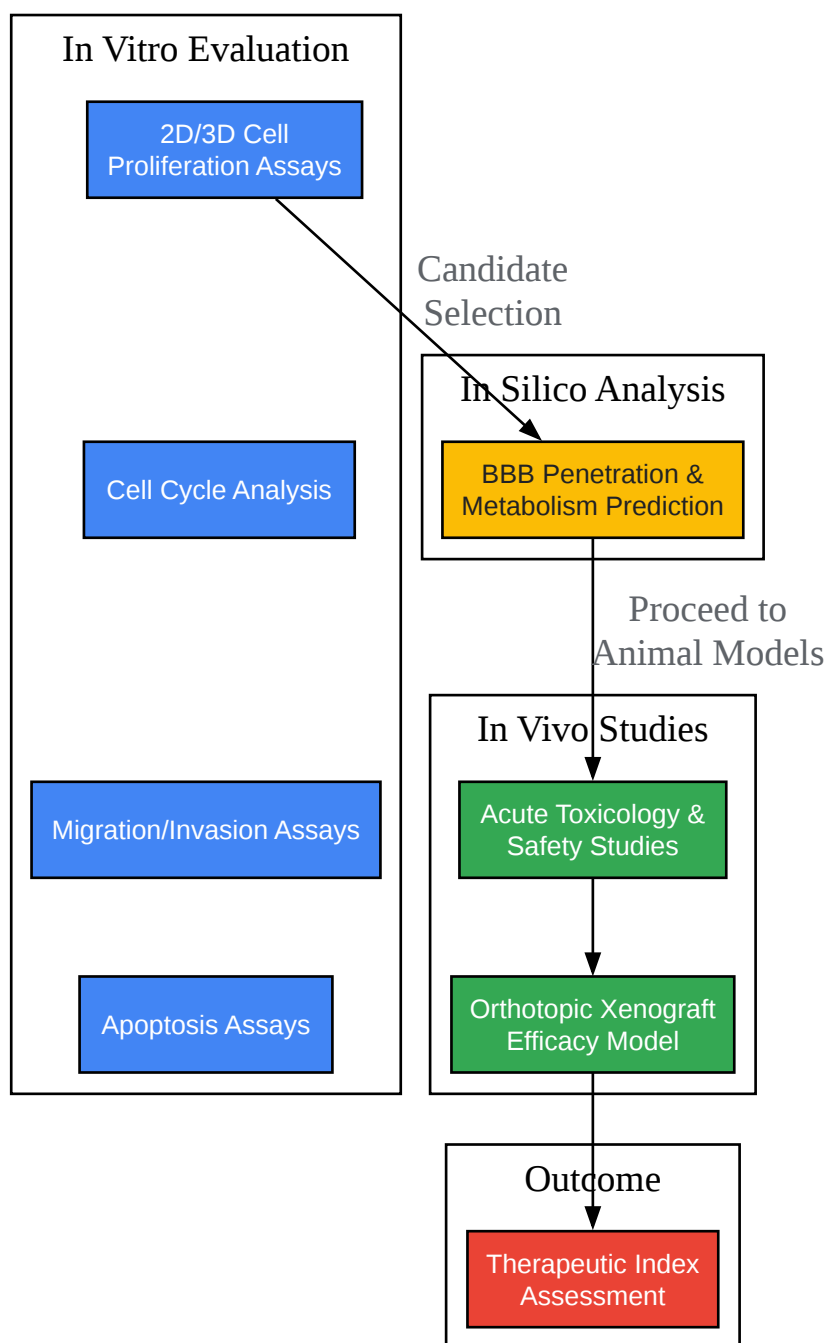 In Vitro Evaluation
2D/3D Cell
Proliferation Assays
Candidate
Selection
In Silico Analysis
Cell Cycle Analysis
BBB Penetration &
Metabolism Prediction
Proceed to
Animal Models
In Vivo Studies
Migration/Invasion Assays
Acute Toxicology &
Safety Studies
Apoptosis Assays
Orthotopic Xenograft
Efficacy Model
Outcome
Therapeutic Index
Assessment